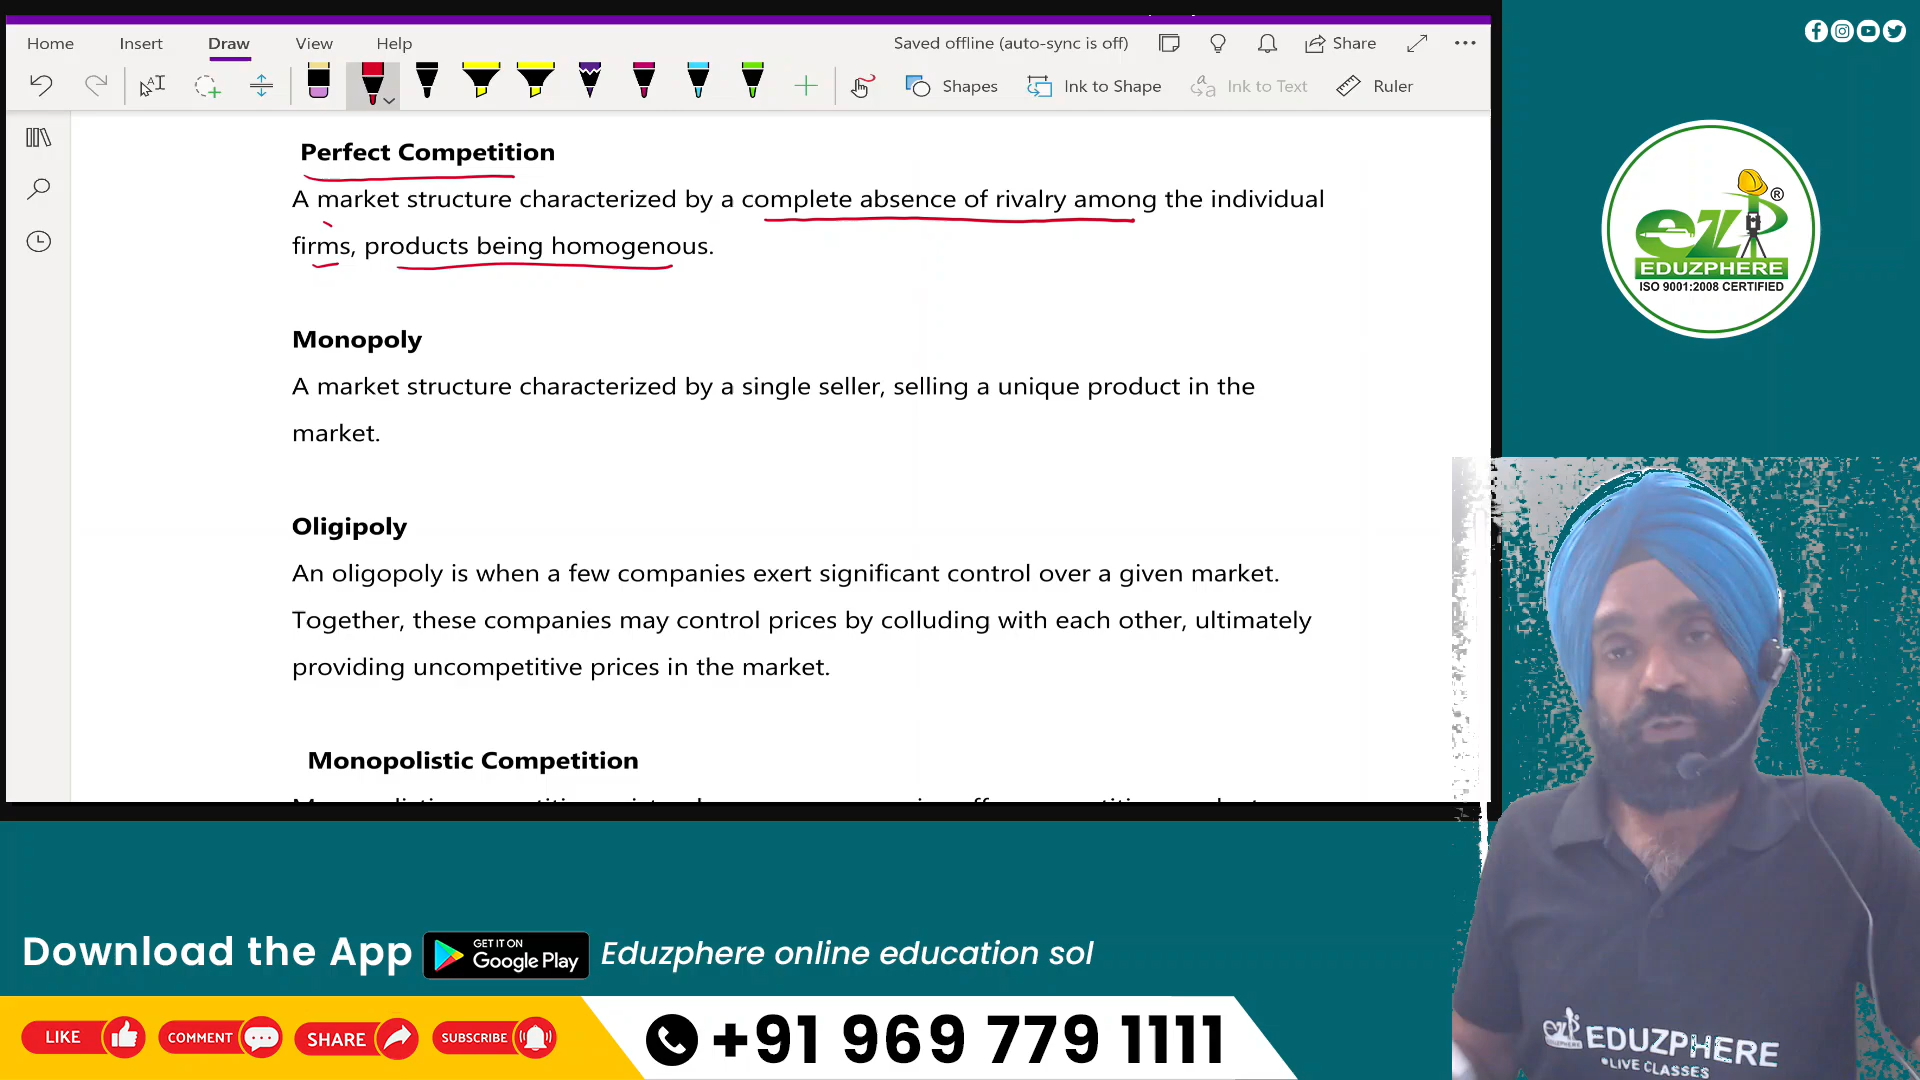 Home Insert Draw View Help Saved offline (auto-sync is off) Share
Shapes Ink to Shape Ink to Text Ruler
Perfect Competition
A market structure characterized by a complete absence of rivalry among the individual
firms, products being homogenous.
Monopoly
A market structure characterized by a single seller, selling a unique product in the
market.
Oligipoly
An oligopoly is when a few companies exert significant control over a given market.
Together, these companies may control prices by colluding with each other, ultimately
providing uncompetitive prices in the market.
Monopolistic Competition
ezp
®
EDUZPHERE
ISO 9001:2008 CERTIFIED
Download the App
GET IT ON
Google Play
Eduzphere online education sol
LIKE COMMENT SHARE SUBSCRIBE
+91 969 779 1111
EDUZPHERE
•LIVE CLASSES